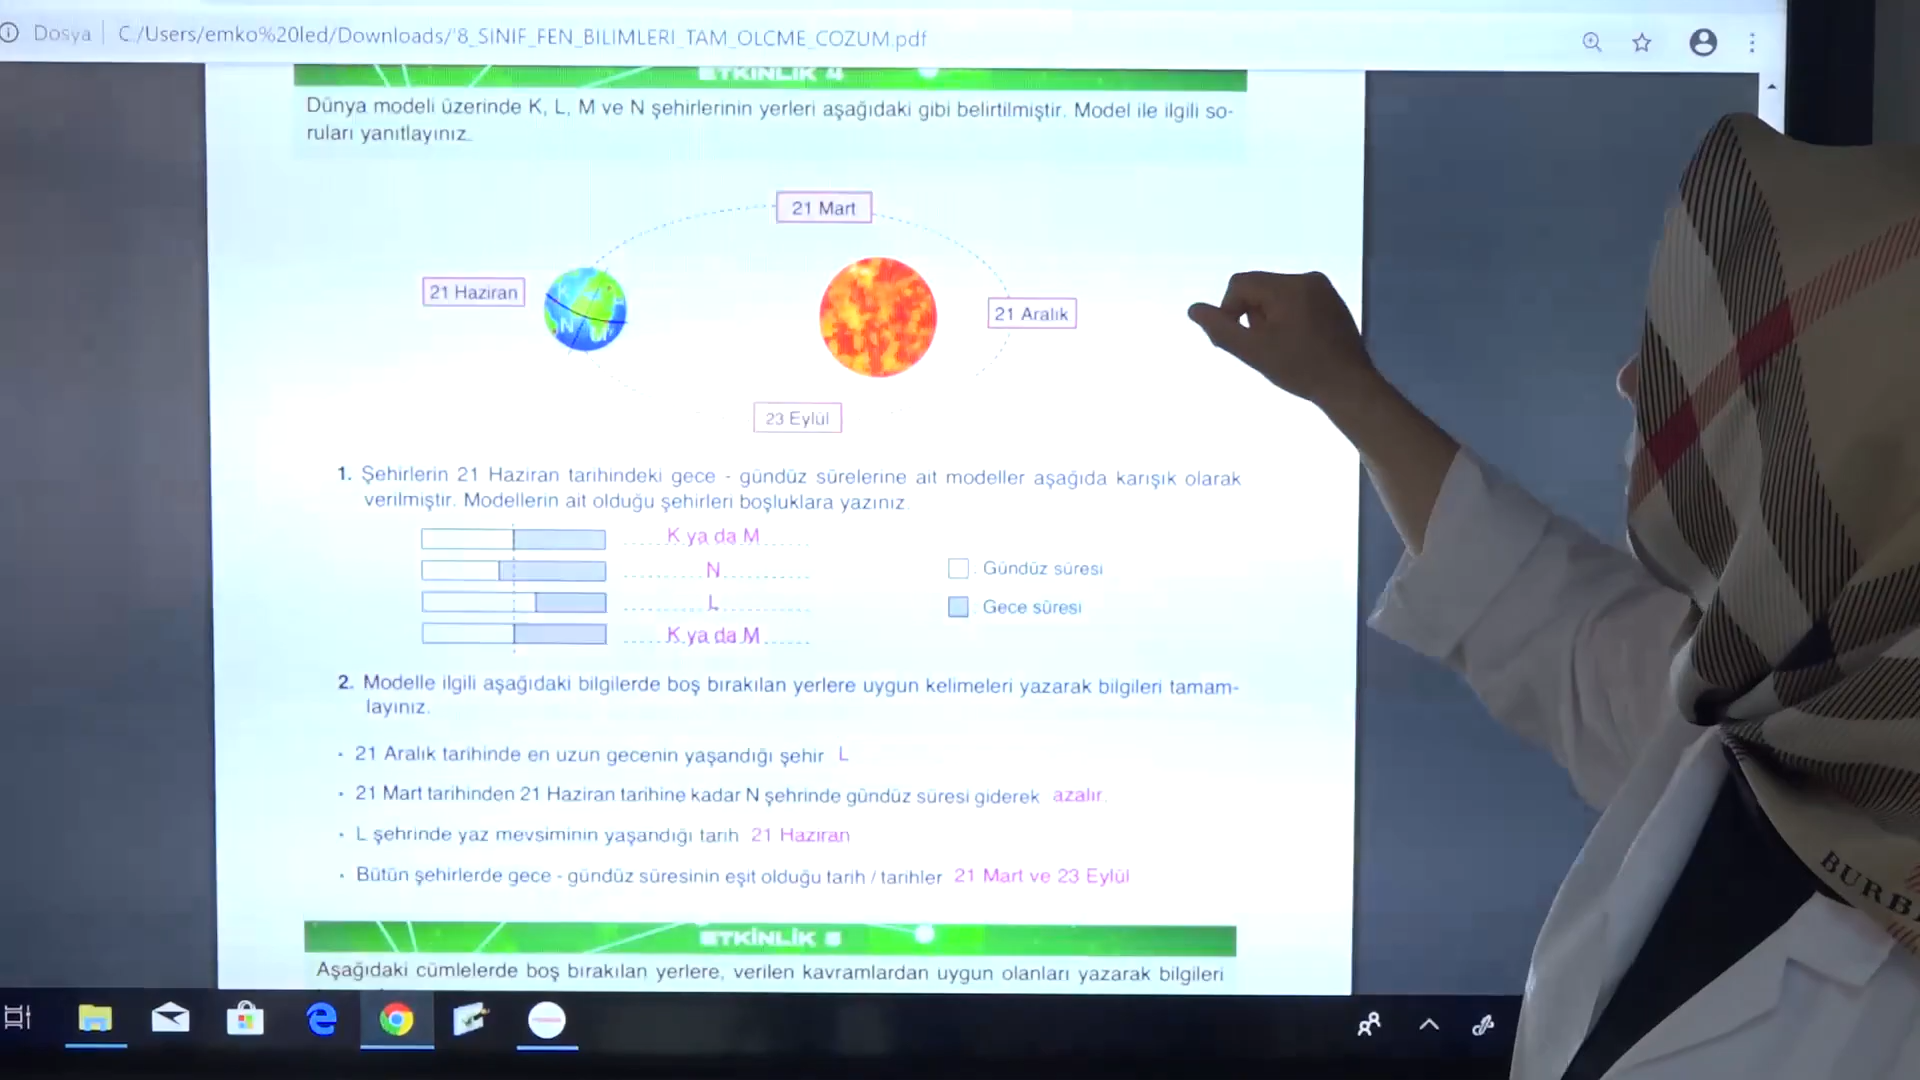 Dosya C:/Users/emko%20led/Downloads/'8_SINIF_FEN_BILIMLERI_TAM_OLCME_COZUM.pdf
ETKİNLİK 4
Dünya modeli üzerinde K, L, M ve N şehirlerinin yerleri aşağıdaki gibi belirtilmiştir. Model ile ilgili so-
ruları yanıtlayınız.
21 Mart
21 Haziran
N
21 Aralık
23 Eylül
1. Şehirlerin 21 Haziran tarihindeki gece - gündüz sürelerine ait modeller aşağıda karışık olarak
verilmiştir. Modellerin ait olduğu şehirleri boşluklara yazınız.
K ya da M
N
L
K ya da M
Gündüz süresi
Gece süresi
2. Modelle ilgili aşağıdaki bilgilerde boş bırakılan yerlere uygun kelimeleri yazarak bilgileri tamam-
layınız.
• 21 Aralık tarihinde en uzun gecenin yaşandığı şehir L
• 21 Mart tarihinden 21 Haziran tarihine kadar N şehrinde gündüz süresi giderek azalır.
• L şehrinde yaz mevsiminin yaşandığı tarih 21 Haziran
• Bütün şehirlerde gece - gündüz süresinin eşit olduğu tarih / tarihler 21 Mart ve 23 Eylül
ETKİNLİK 5
Aşağıdaki cümlelerde boş bırakılan yerlere, verilen kavramlardan uygun olanları yazarak bilgileri